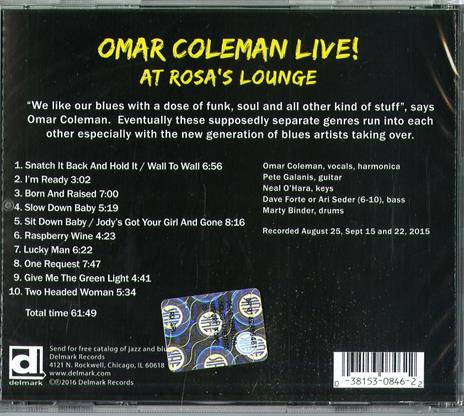 OMAR COLEMAN LIVE!
AT ROSA'S LOUNGE
"We like our blues with a dose of funk, soul and all other kind of stuff", says
Omar Coleman. Eventually these supposedly separate genres run into each
other especially with the new generation of blues artists taking over.
1. Snatch It Back And Hold It / Wall To Wall 6:56
2. I'm Ready 3:02
3. Born And Raised 7:00
4. Slow Down Baby 5:19
5. Sit Down Baby / Jody's Got Your Girl And Gone 8:16
6. Raspberry Wine 4:23
7. Lucky Man 6:22
8. One Request 7:47
9. Give Me The Green Light 4:41
10. Two Headed Woman 5:34
Total time 61:49
Omar Coleman, vocals, harmonica
Pete Galanis, guitar
Neal O'Hara, keys
Dave Forte or Ari Seder (6-10), bass
Marty Binder, drums
Recorded August 25, Sept 15 and 22, 2015
d
delmark
Send for free catalog of jazz and blu
Delmark Records
4121 N. Rockwell, Chicago, IL 60618
www.delmark.com
©℗2016 Delmark Records
0 -38153-0846-2 2